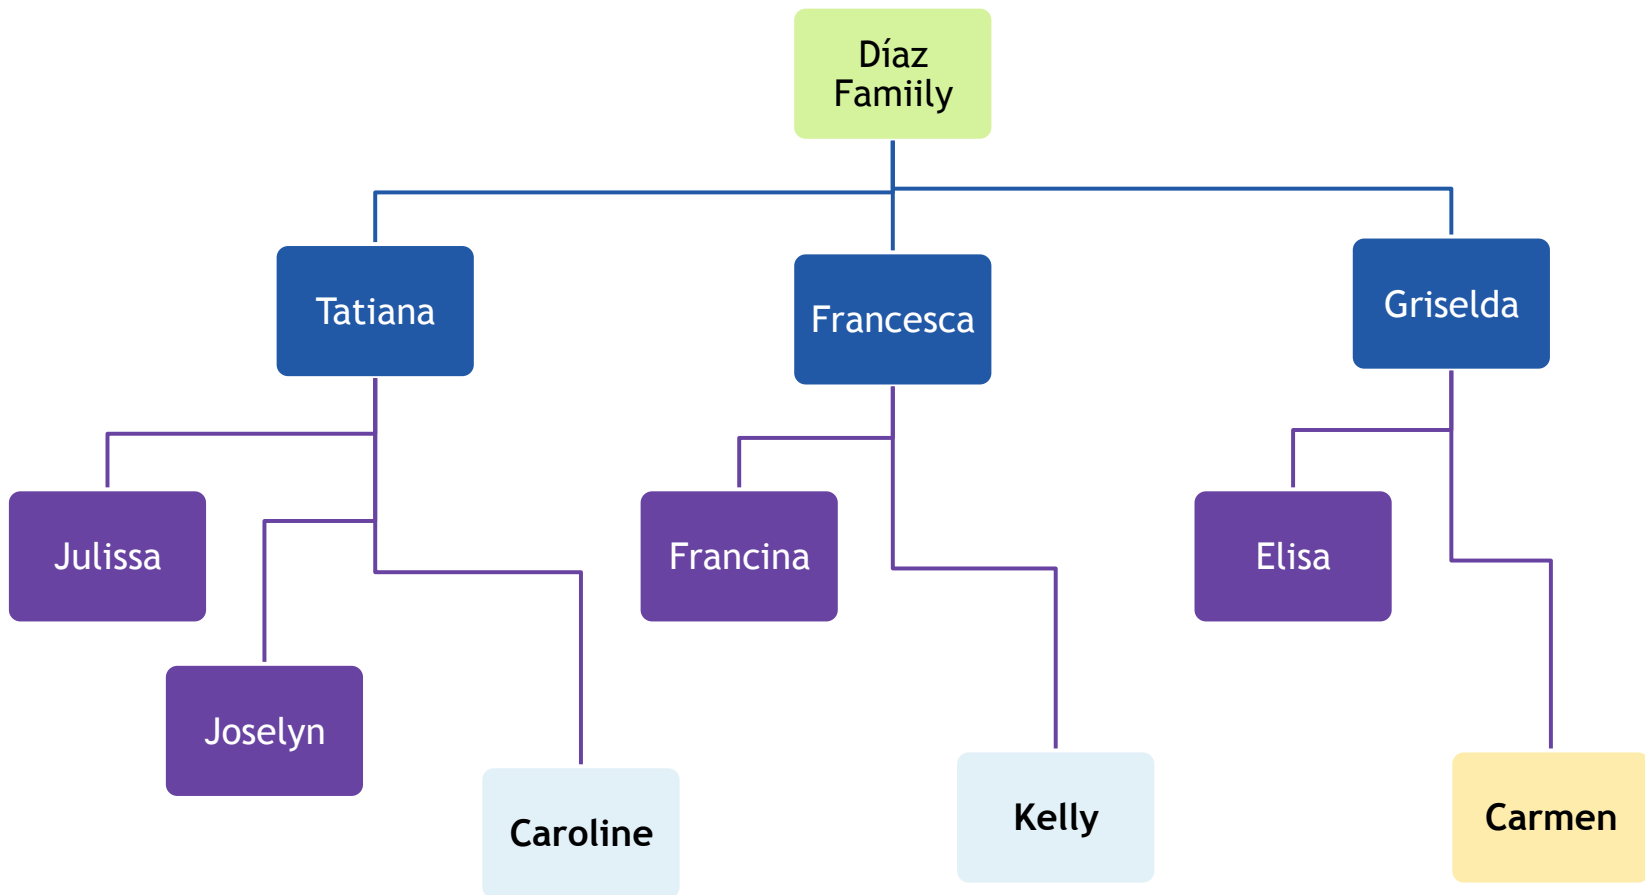 Díaz
Famiily
Tatiana
Francesca
Griselda
Julissa
Francina
Elisa
Joselyn
Caroline
Kelly
Carmen